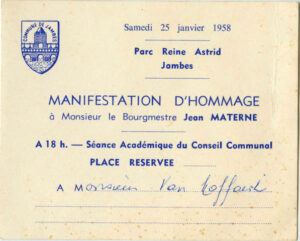 COMMUNE DE JAMBES
Samedi 25 janvier 1958
Parc Reine Astrid
Jambes
MANIFESTATION D'HOMMAGE
à Monsieur le Bourgmestre Jean MATERNE
A 18 h. — Séance Académique du Conseil Communal
PLACE RESERVEE
A Monsieur Van